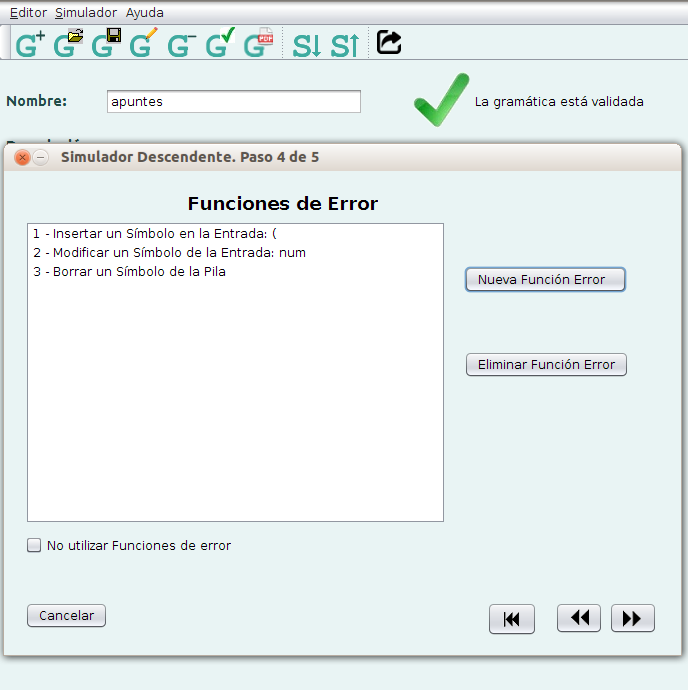 Editor Simulador Ayuda
G+ G G G G- G G PDF S↓ S↑
Nombre: apuntes La gramática está validada
Simulador Descendente. Paso 4 de 5
Funciones de Error
1 - Insertar un Símbolo en la Entrada: (
2 - Modificar un Símbolo de la Entrada: num
3 - Borrar un Símbolo de la Pila
Nueva Función Error
Eliminar Función Error
No utilizar Funciones de error
Cancelar